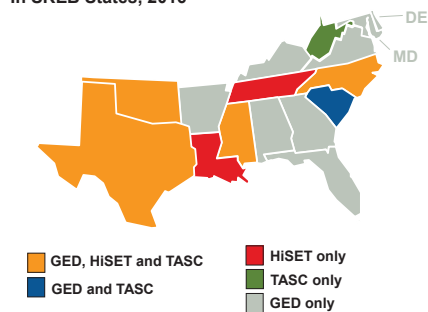 DE
MD
GED, HiSET and TASC
GED and TASC
HiSET only
TASC only
GED only